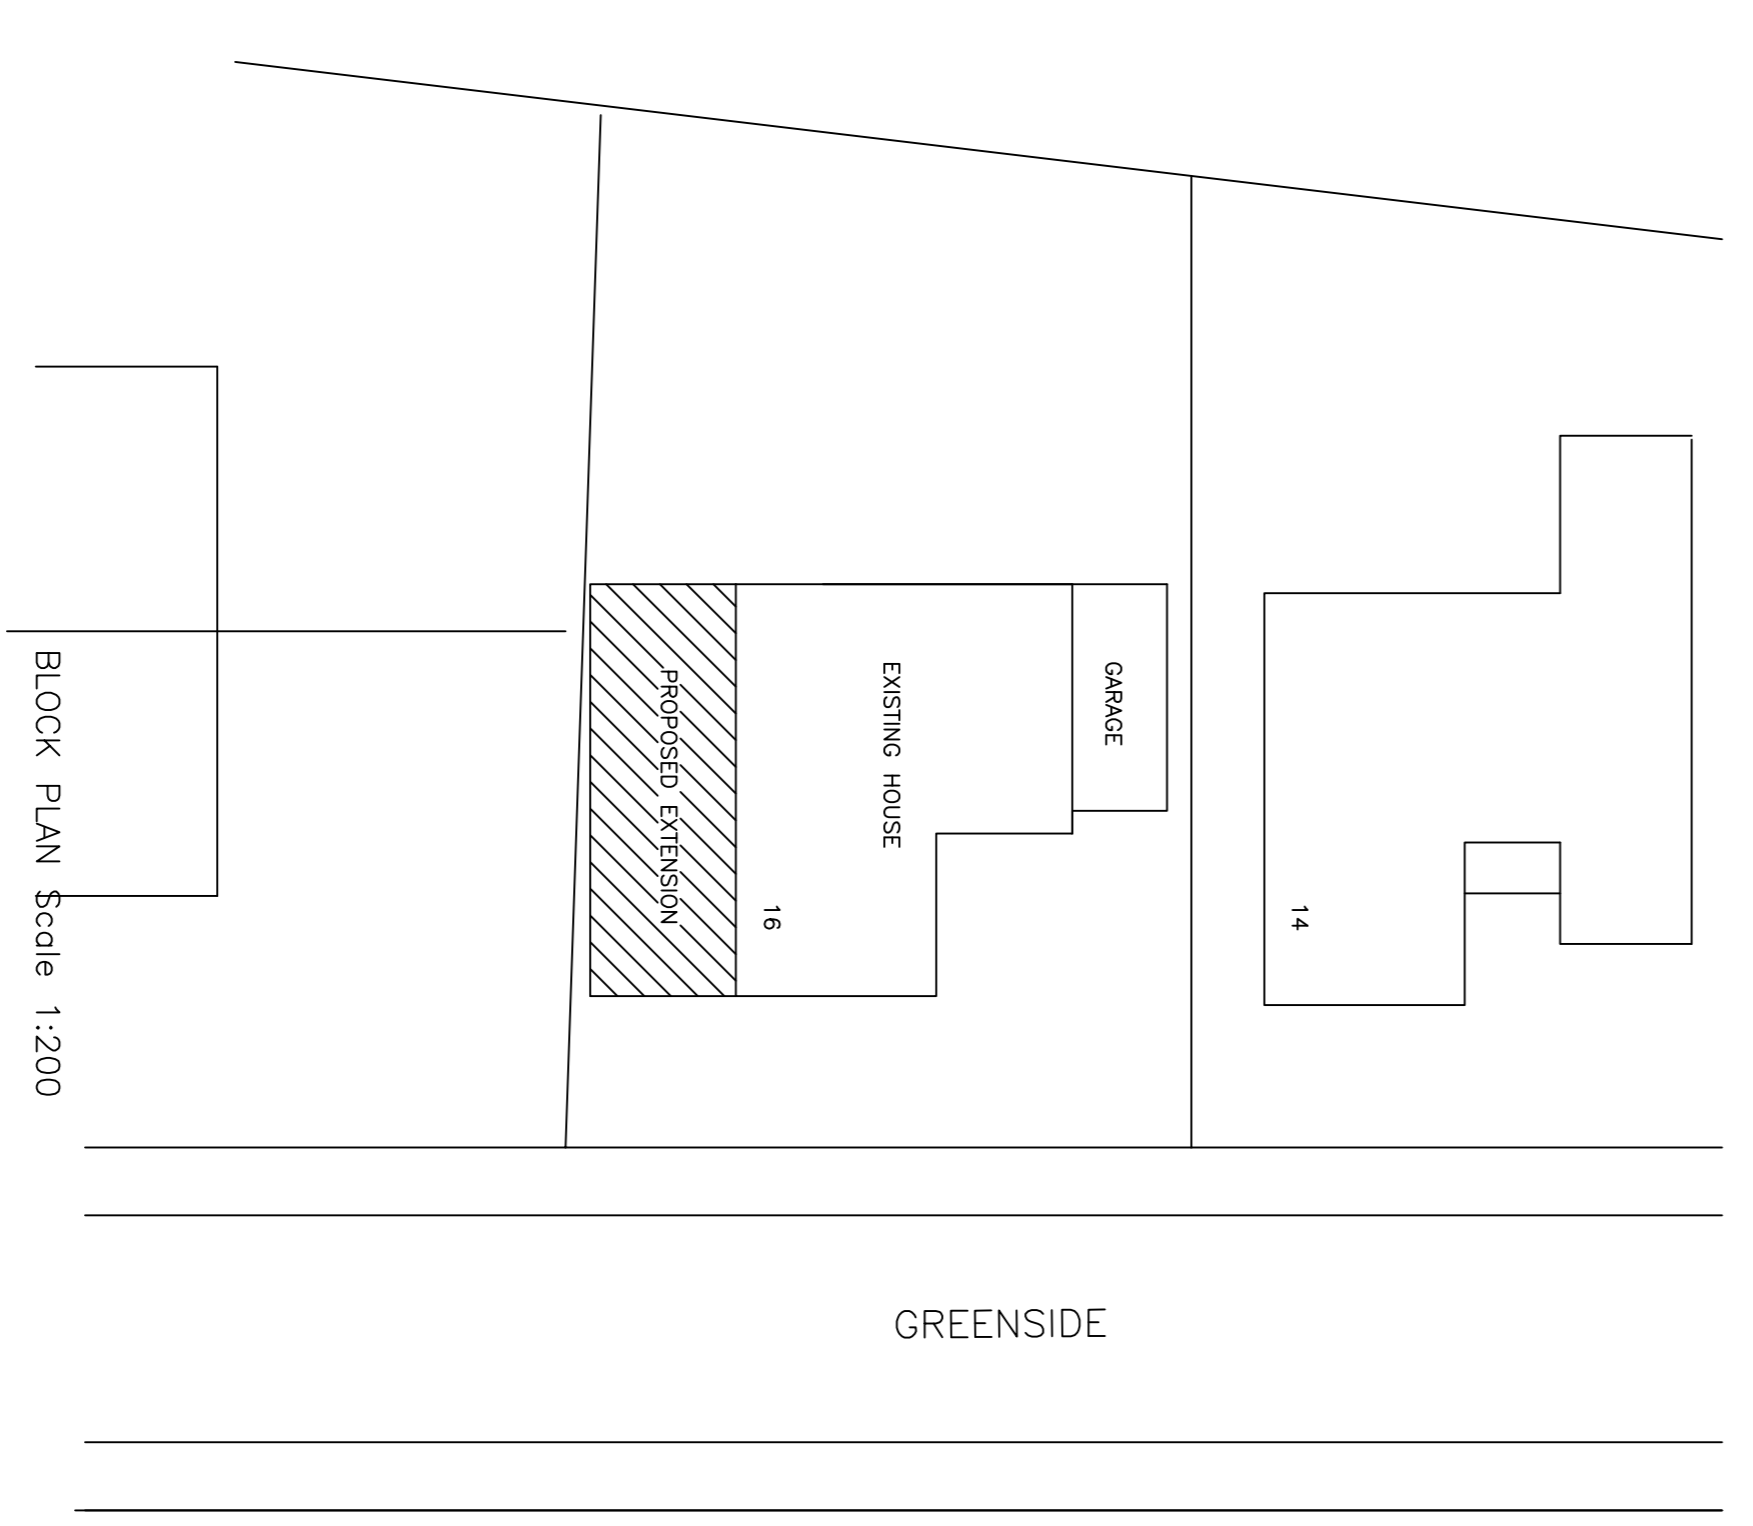 GARAGE
EXISTING HOUSE
PROPOSED EXTENSION
16
14
BLOCK PLAN Scale 1:200
GREENSIDE